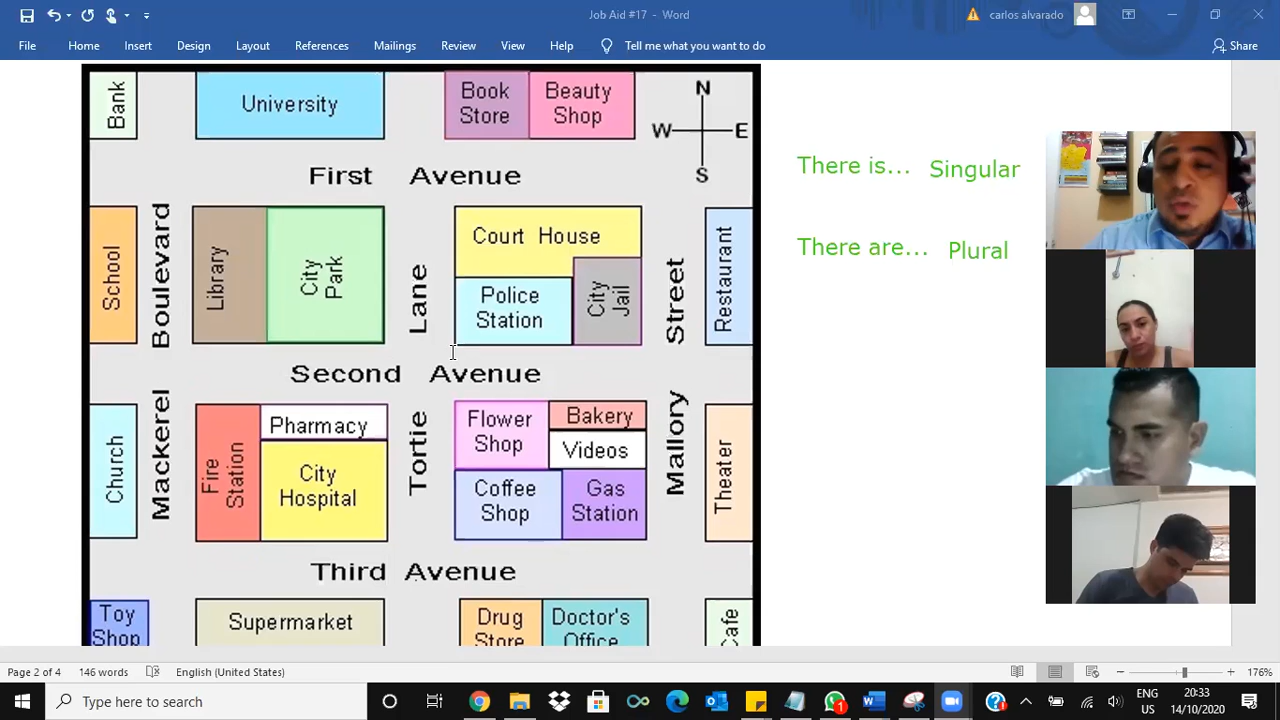 Job Aid #17 - Word
carlos alvarado
File
Home
Insert
Design
Layout
References
Mailings
Review
View
Help
Tell me what you want to do
Share
Bank
University
Book
Store
Beauty
Shop
N
W
E
S
First Avenue
School
Boulevard
Library
City
Park
Lane
Court House
Police
Station
City
Jail
Street
Restaurant
Second Avenue
Church
Mackerel
Fire
Station
Pharmacy
City
Hospital
Tortie
Flower
Shop
Bakery
Videos
Coffee
Shop
Gas
Station
Mallory
Theater
Third Avenue
Toy
Shop
Supermarket
Drug
Store
Doctor's
Office
Cafe
There is... Singular
There are... Plural
Page 2 of 4
146 words
English (United States)
176%
Type here to search
1
ENG
US
20:33
14/10/2020